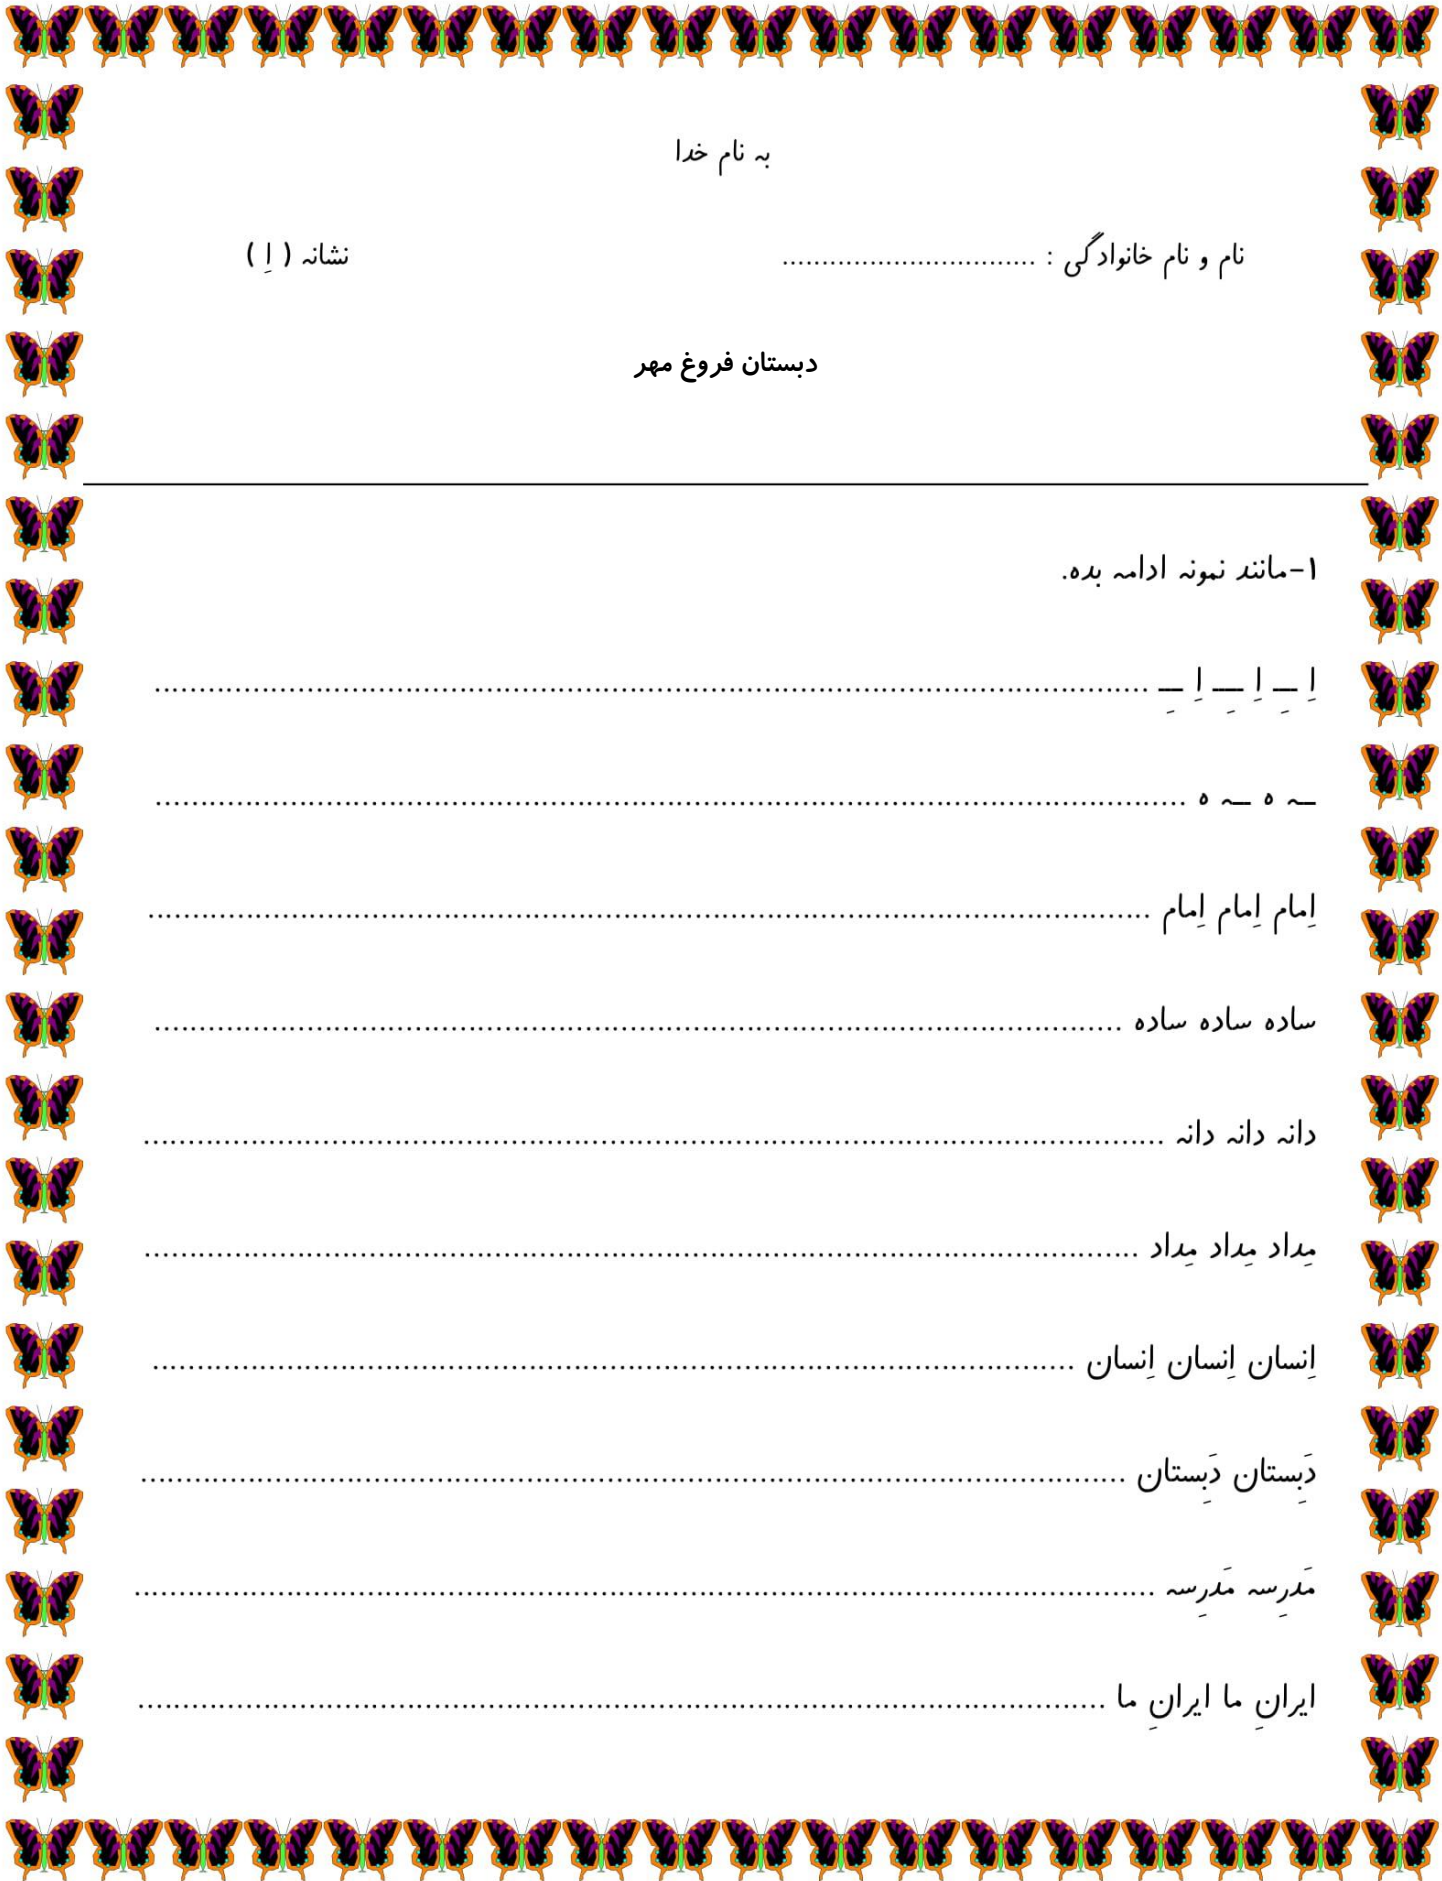 به نام خدا
نام و نام خانوادگی : ................................ نشانه ( اِ )
دبستان فروغ مهر
۱-مانند نمونه ادامه بده.
اِ ــِ اِ ــِ اِ ــِ ................................................................................................................
ــه ه ــه ه ................................................................................................................
اِمام اِمام اِمام ................................................................................................................
ساده ساده ساده ................................................................................................................
دانه دانه دانه ................................................................................................................
مِداد مِداد مِداد ................................................................................................................
اِنسان اِنسان اِنسان ................................................................................................................
دَبِستان دَبِستان ................................................................................................................
مَدرِسه مَدرِسه ................................................................................................................
ایرانِ ما ایرانِ ما ................................................................................................................